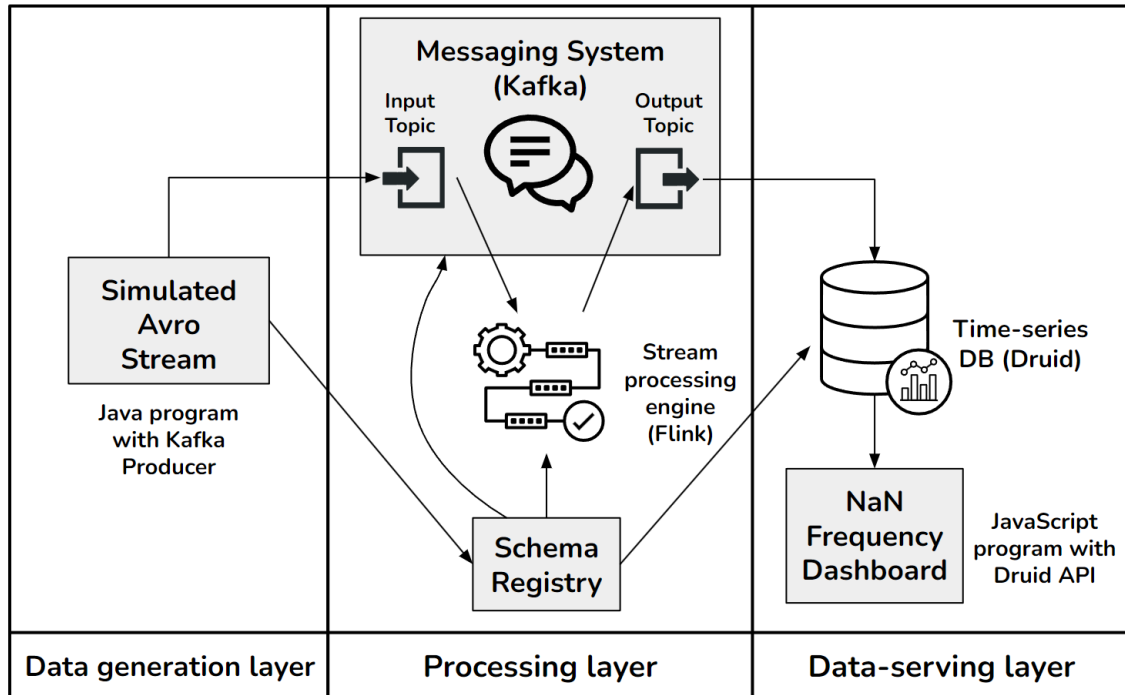 Messaging System
(Kafka)
Input
Topic
Output
Topic
Simulated
Avro
Stream
Java program
with Kafka
Producer
Stream
processing
engine
(Flink)
Schema
Registry
Time-series
DB (Druid)
NaN
Frequency
Dashboard
JavaScript
program with
Druid API
Data generation layer
Processing layer
Data-serving layer